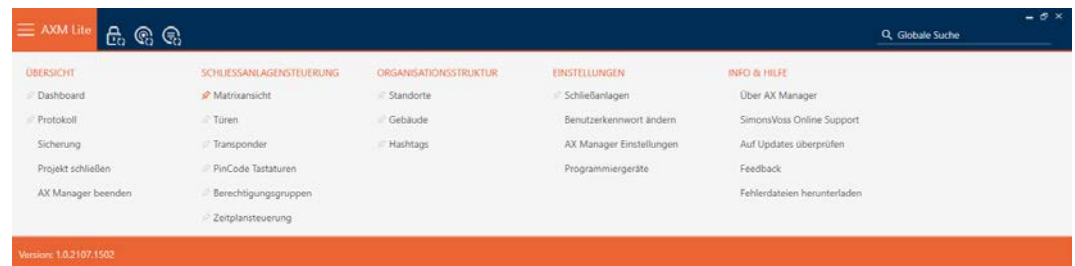 AXM Lite
Globale Suche
ÜBERSICHT
Dashboard
Protokoll
Sicherung
Projekt schließen
AX Manager beenden
SCHLIESSANLAGENSTEUERUNG
Matrixansicht
Türen
Transponder
PinCode Tastaturen
Berechtigungsgruppen
Zeitplansteuerung
ORGANISATIONSSTRUKTUR
Standorte
Gebäude
Hashtags
EINSTELLUNGEN
Schließanlagen
Benutzerkennwort ändern
AX Manager Einstellungen
Programmiergeräte
INFO & HILFE
Über AX Manager
SimonsVoss Online Support
Auf Updates überprüfen
Feedback
Fehlerdateien herunterladen
Version: 1.0.2107.1502